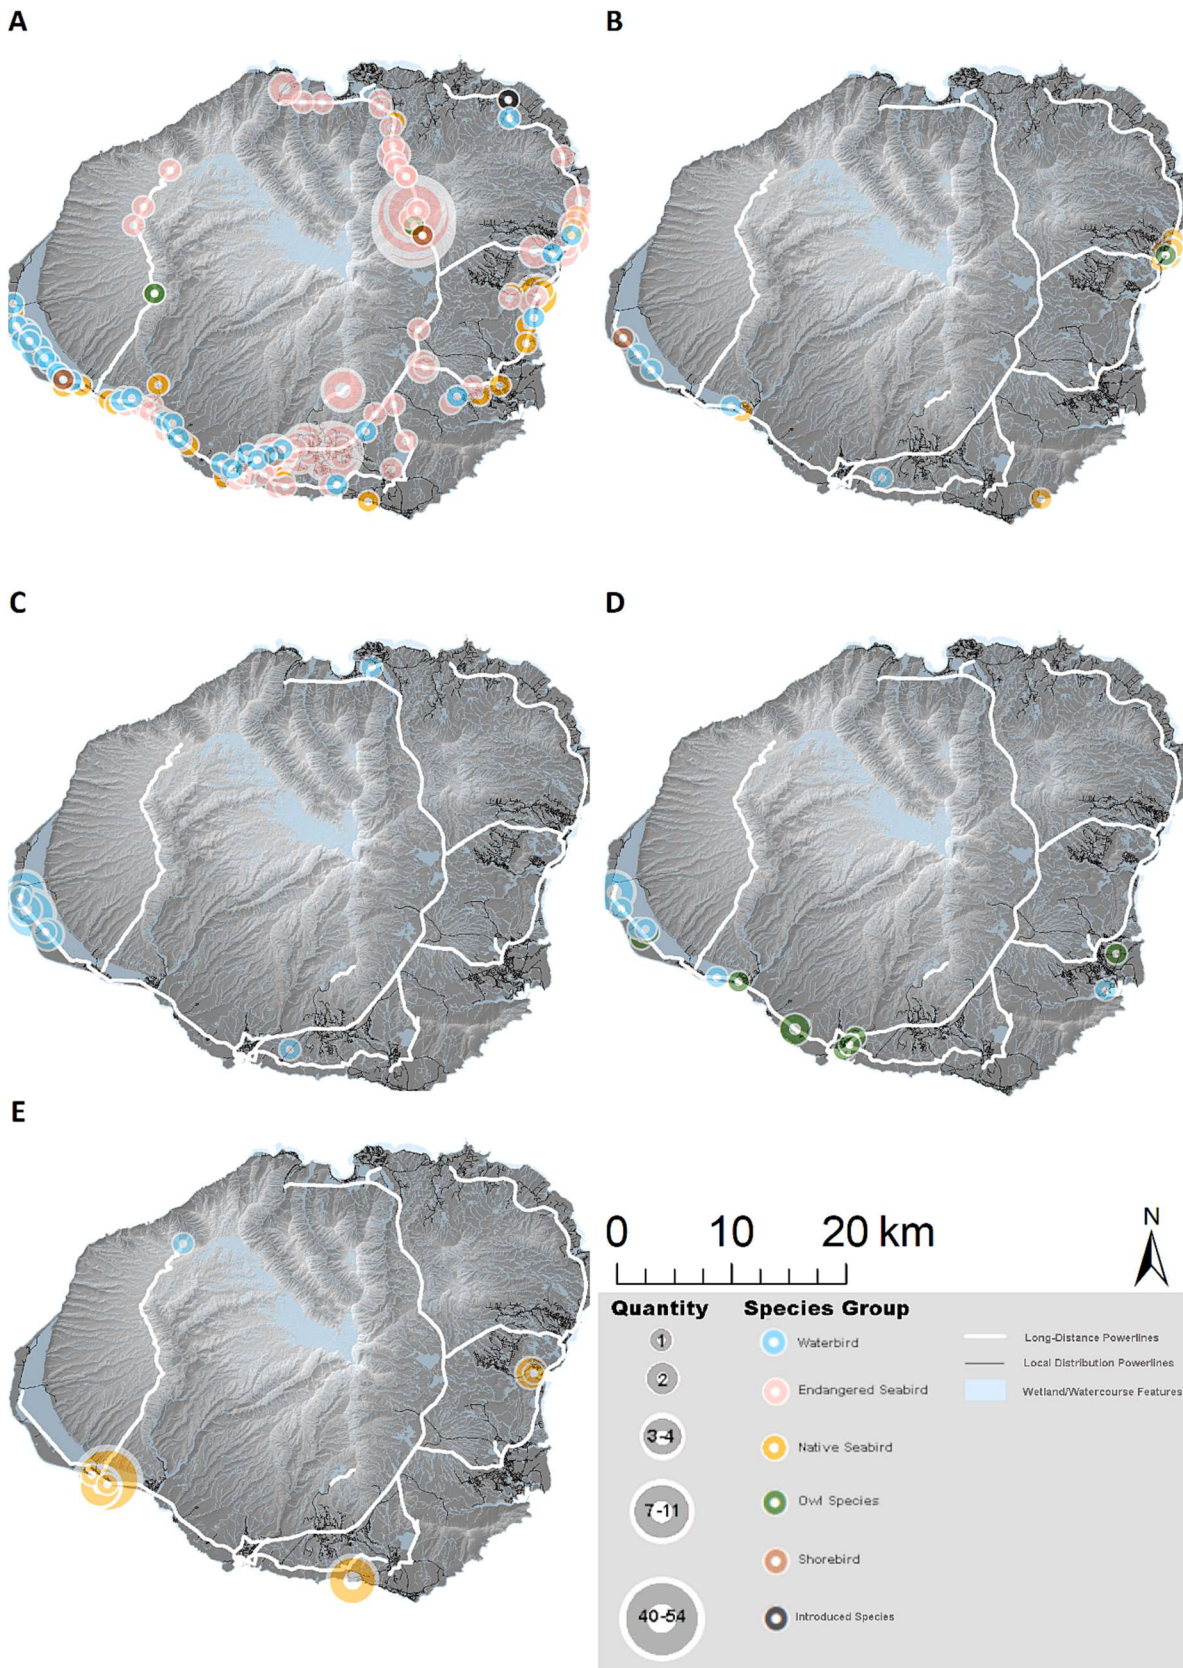 A
B
C
D
E
0 10 20 km
N
Quantity Species Group
1
2
3-4
7-11
40-54
Waterbird
Endangered Seabird
Native Seabird
Owl Species
Shorebird
Introduced Species
Long-Distance Powerlines
Local Distribution Powerlines
Wetland/Watercourse Features